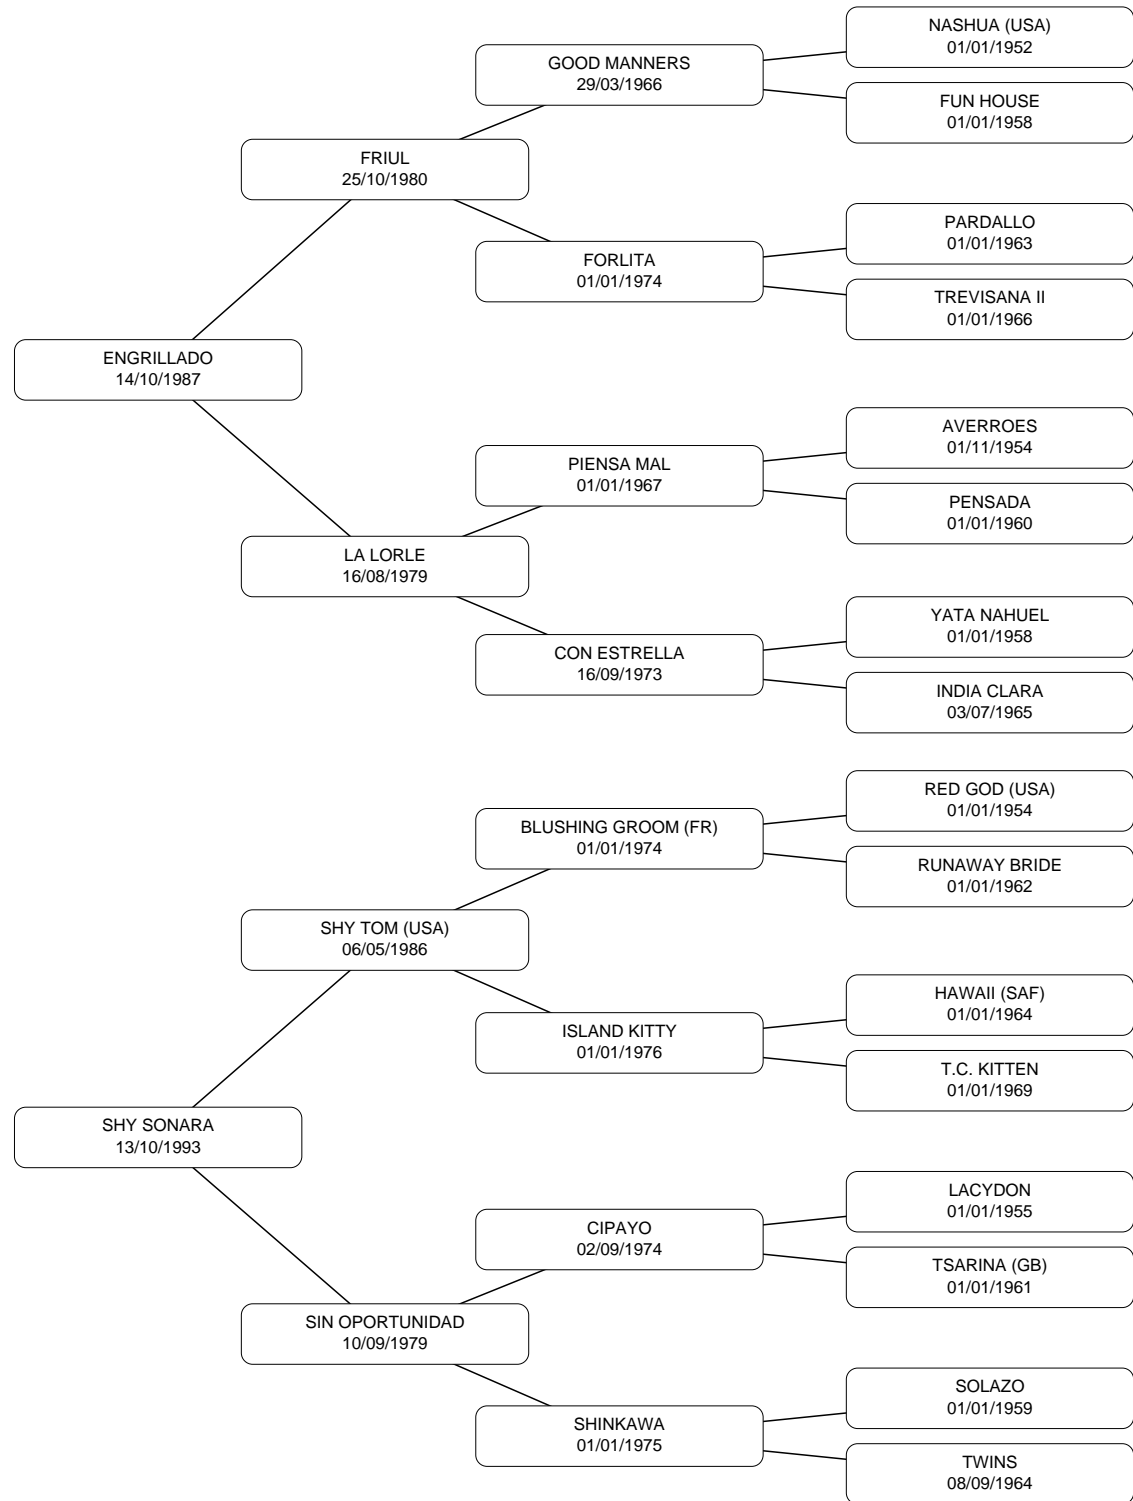 NASHUA (USA)
01/01/1952
GOOD MANNERS
29/03/1966
FUN HOUSE
01/01/1958
FRIUL
25/10/1980
PARDALLO
01/01/1963
FORLITA
01/01/1974
TREVISANA II
01/01/1966
ENGRILLADO
14/10/1987
AVERROES
01/11/1954
PIENSA MAL
01/01/1967
PENSADA
01/01/1960
LA LORLE
16/08/1979
YATA NAHUEL
01/01/1958
CON ESTRELLA
16/09/1973
INDIA CLARA
03/07/1965
RED GOD (USA)
01/01/1954
BLUSHING GROOM (FR)
01/01/1974
RUNAWAY BRIDE
01/01/1962
SHY TOM (USA)
06/05/1986
HAWAII (SAF)
01/01/1964
ISLAND KITTY
01/01/1976
T.C. KITTEN
01/01/1969
SHY SONARA
13/10/1993
LACYDON
01/01/1955
CIPAYO
02/09/1974
TSARINA (GB)
01/01/1961
SIN OPORTUNIDAD
10/09/1979
SOLAZO
01/01/1959
SHINKAWA
01/01/1975
TWINS
08/09/1964